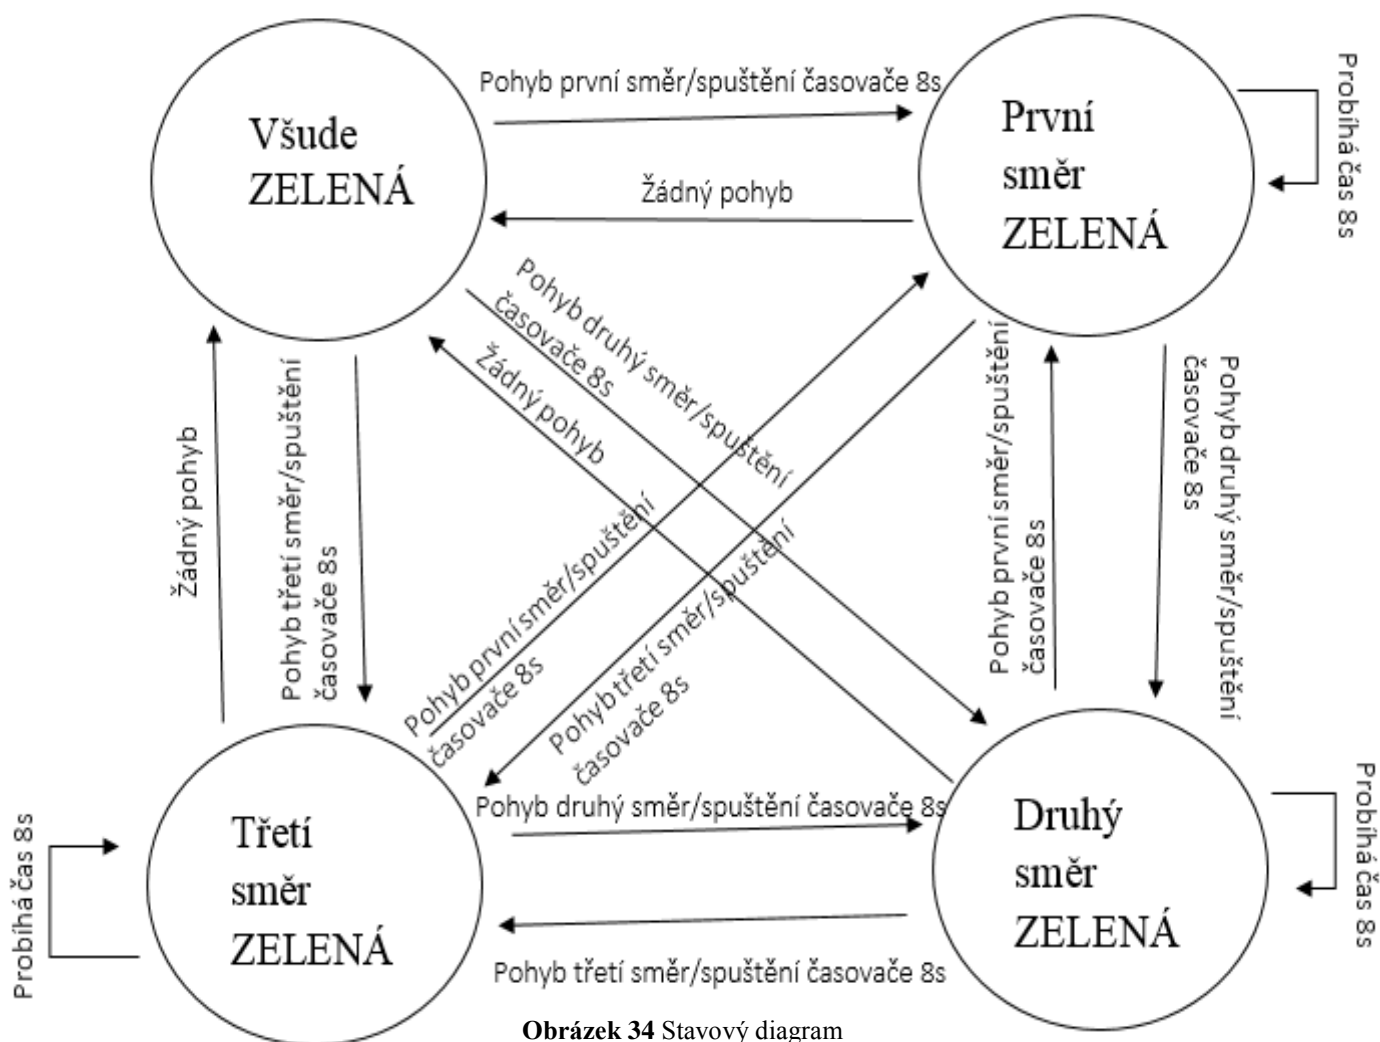 Pohyb první směr/spuštění časovače 8s
Všude
ZELENÁ
První
směr
ZELENÁ
Probíhá čas 8s
Žádný pohyb
Pohyb druhý směr/spuštění
časovače 8s
Žádný pohyb
Žádný pohyb
Pohyb třetí směr/spuštění
časovače 8s
Pohyb první směr/spuštění
časovače 8s
Pohyb třetí směr/spuštění
časovače 8s
Pohyb první směr/spuštění
časovače 8s
Pohyb druhý směr/spuštění
časovače 8s
Pohyb druhý směr/spuštění časovače 8s
Třetí
směr
ZELENÁ
Probíhá čas 8s
Druhý
směr
ZELENÁ
Probíhá čas 8s
Pohyb třetí směr/spuštění časovače 8s
Obrázek 34 Stavový diagram